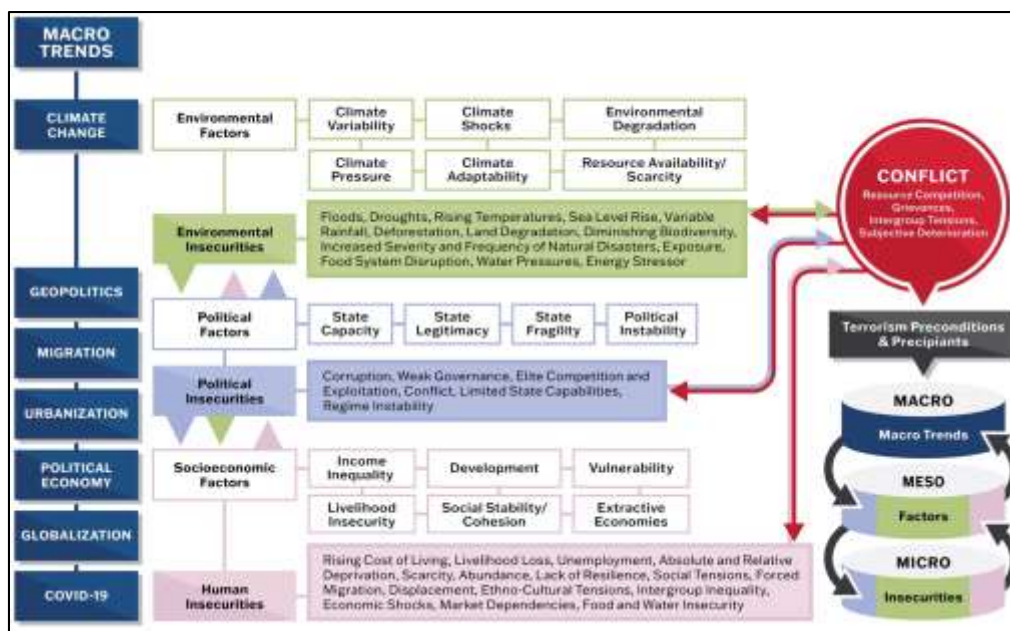 MACRO
TRENDS
CLIMATE
CHANGE
GEOPOLITICS
MIGRATION
URBANIZATION
POLITICAL
ECONOMY
GLOBALIZATION
COVID-19
Environmental
Factors
Climate
Variability
Climate
Shocks
Environmental
Degradation
Climate
Pressure
Climate
Adaptability
Resource Availability/
Scarcity
Environmental
Insecurities
Floods, Droughts, Rising Temperatures, Sea Level Rise, Variable
Rainfall, Deforestation, Land Degradation, Diminishing Biodiversity,
Increased Severity and Frequency of Natural Disasters, Exposure,
Food System Disruption, Water Pressures, Energy Stressor
Political
Factors
State
Capacity
State
Legitimacy
State
Fragility
Political
Instability
Political
Insecurities
Corruption, Weak Governance, Elite Competition and
Exploitation, Conflict, Limited State Capabilities,
Regime Instability
Socioeconomic
Factors
Income
Inequality
Development
Vulnerability
Livelihood
Insecurity
Social Stability/
Cohesion
Extractive
Economies
Human
Insecurities
Rising Cost of Living, Livelihood Loss, Unemployment, Absolute and Relative
Deprivation, Scarcity, Abundance, Lack of Resilience, Social Tensions, Forced
Migration, Displacement, Ethno-Cultural Tensions, Intergroup Inequality,
Economic Shocks, Market Dependencies, Food and Water Insecurity
CONFLICT
Resource Competition,
Grievances,
Intergroup Tensions,
Subjective Deterioration
Terrorism Preconditions
& Precipiants
MACRO
Macro Trends
MESO
Factors
MICRO
Insecurities